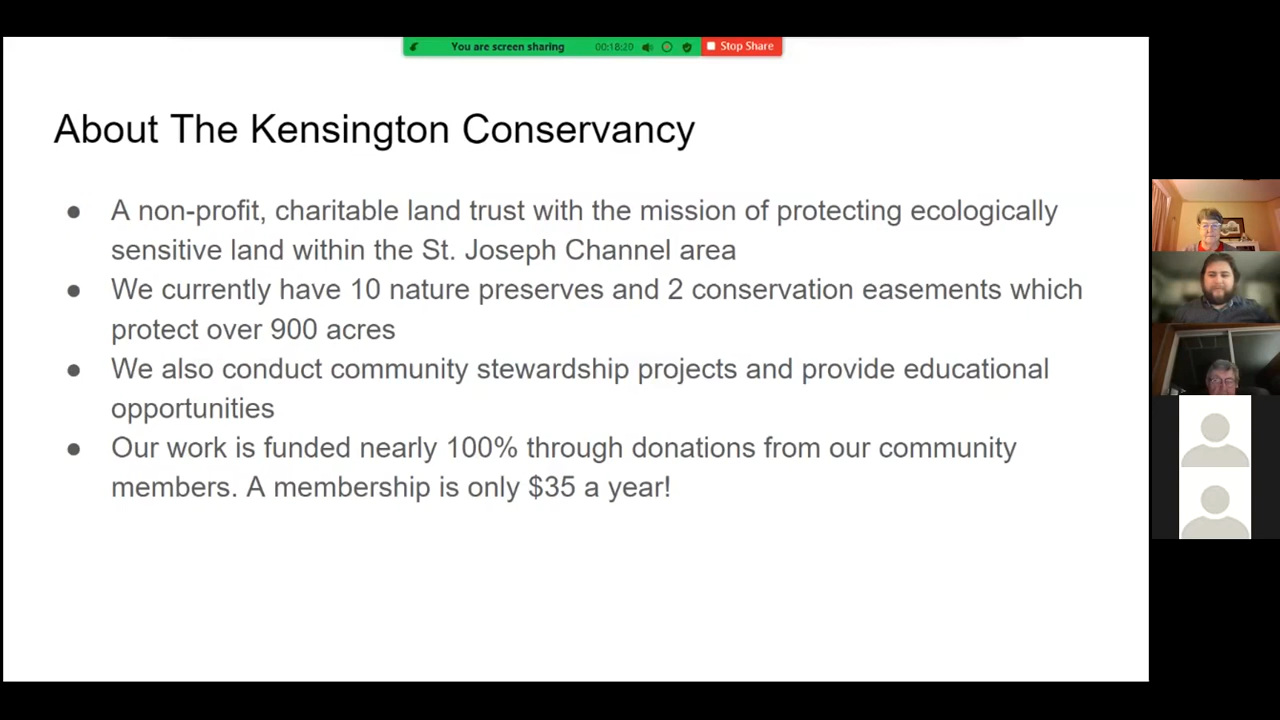 You are screen sharing 00:18:20 Stop Share
About The Kensington Conservancy
● A non-profit, charitable land trust with the mission of protecting ecologically
sensitive land within the St. Joseph Channel area
● We currently have 10 nature preserves and 2 conservation easements which
protect over 900 acres
● We also conduct community stewardship projects and provide educational
opportunities
● Our work is funded nearly 100% through donations from our community
members. A membership is only $35 a year!